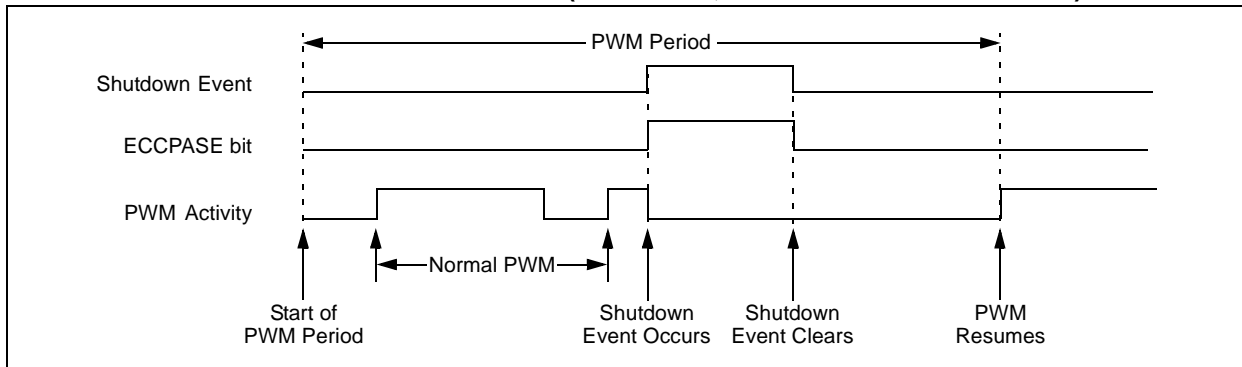 PWM Period
Shutdown Event
ECCPASE bit
PWM Activity
Normal PWM
Start of
PWM Period
Shutdown
Event Occurs
Shutdown
Event Clears
PWM
Resumes